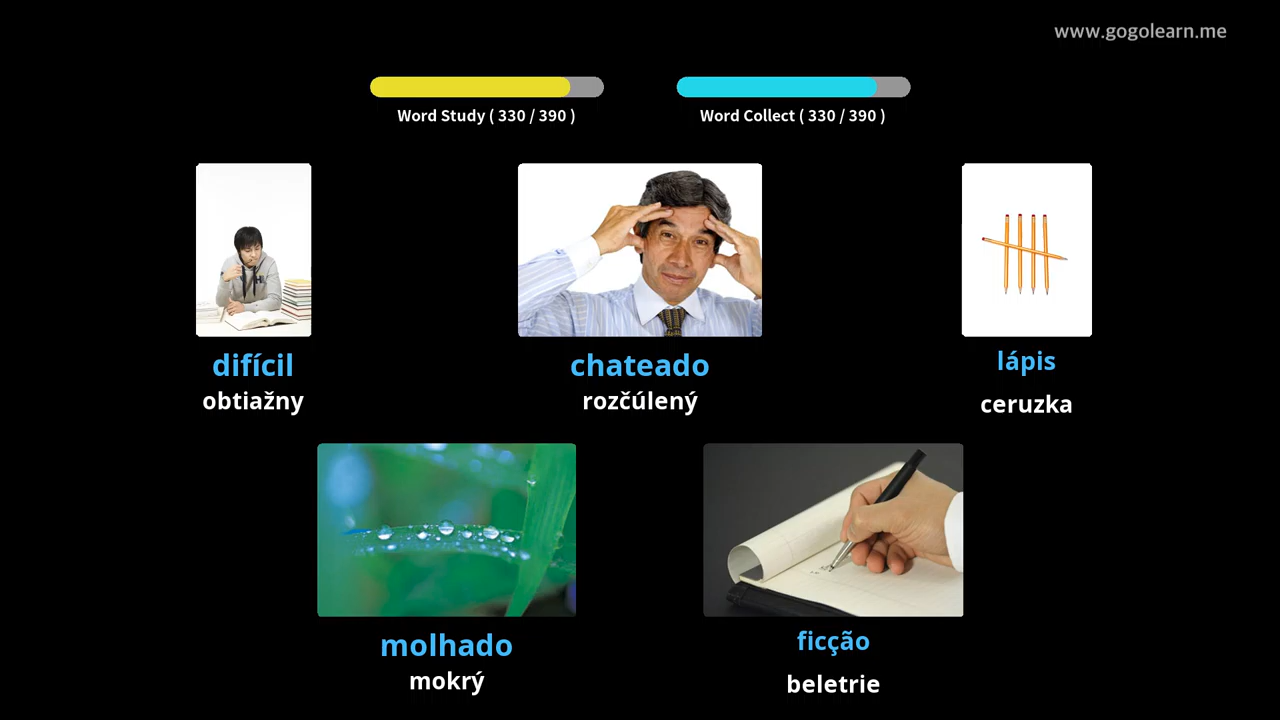 www.gogolearn.me
Word Study ( 330 / 390 )
Word Collect ( 330 / 390 )
difícil
obtiažny
chateado
rozčúlený
lápis
ceruzka
molhado
mokrý
ficção
beletrie